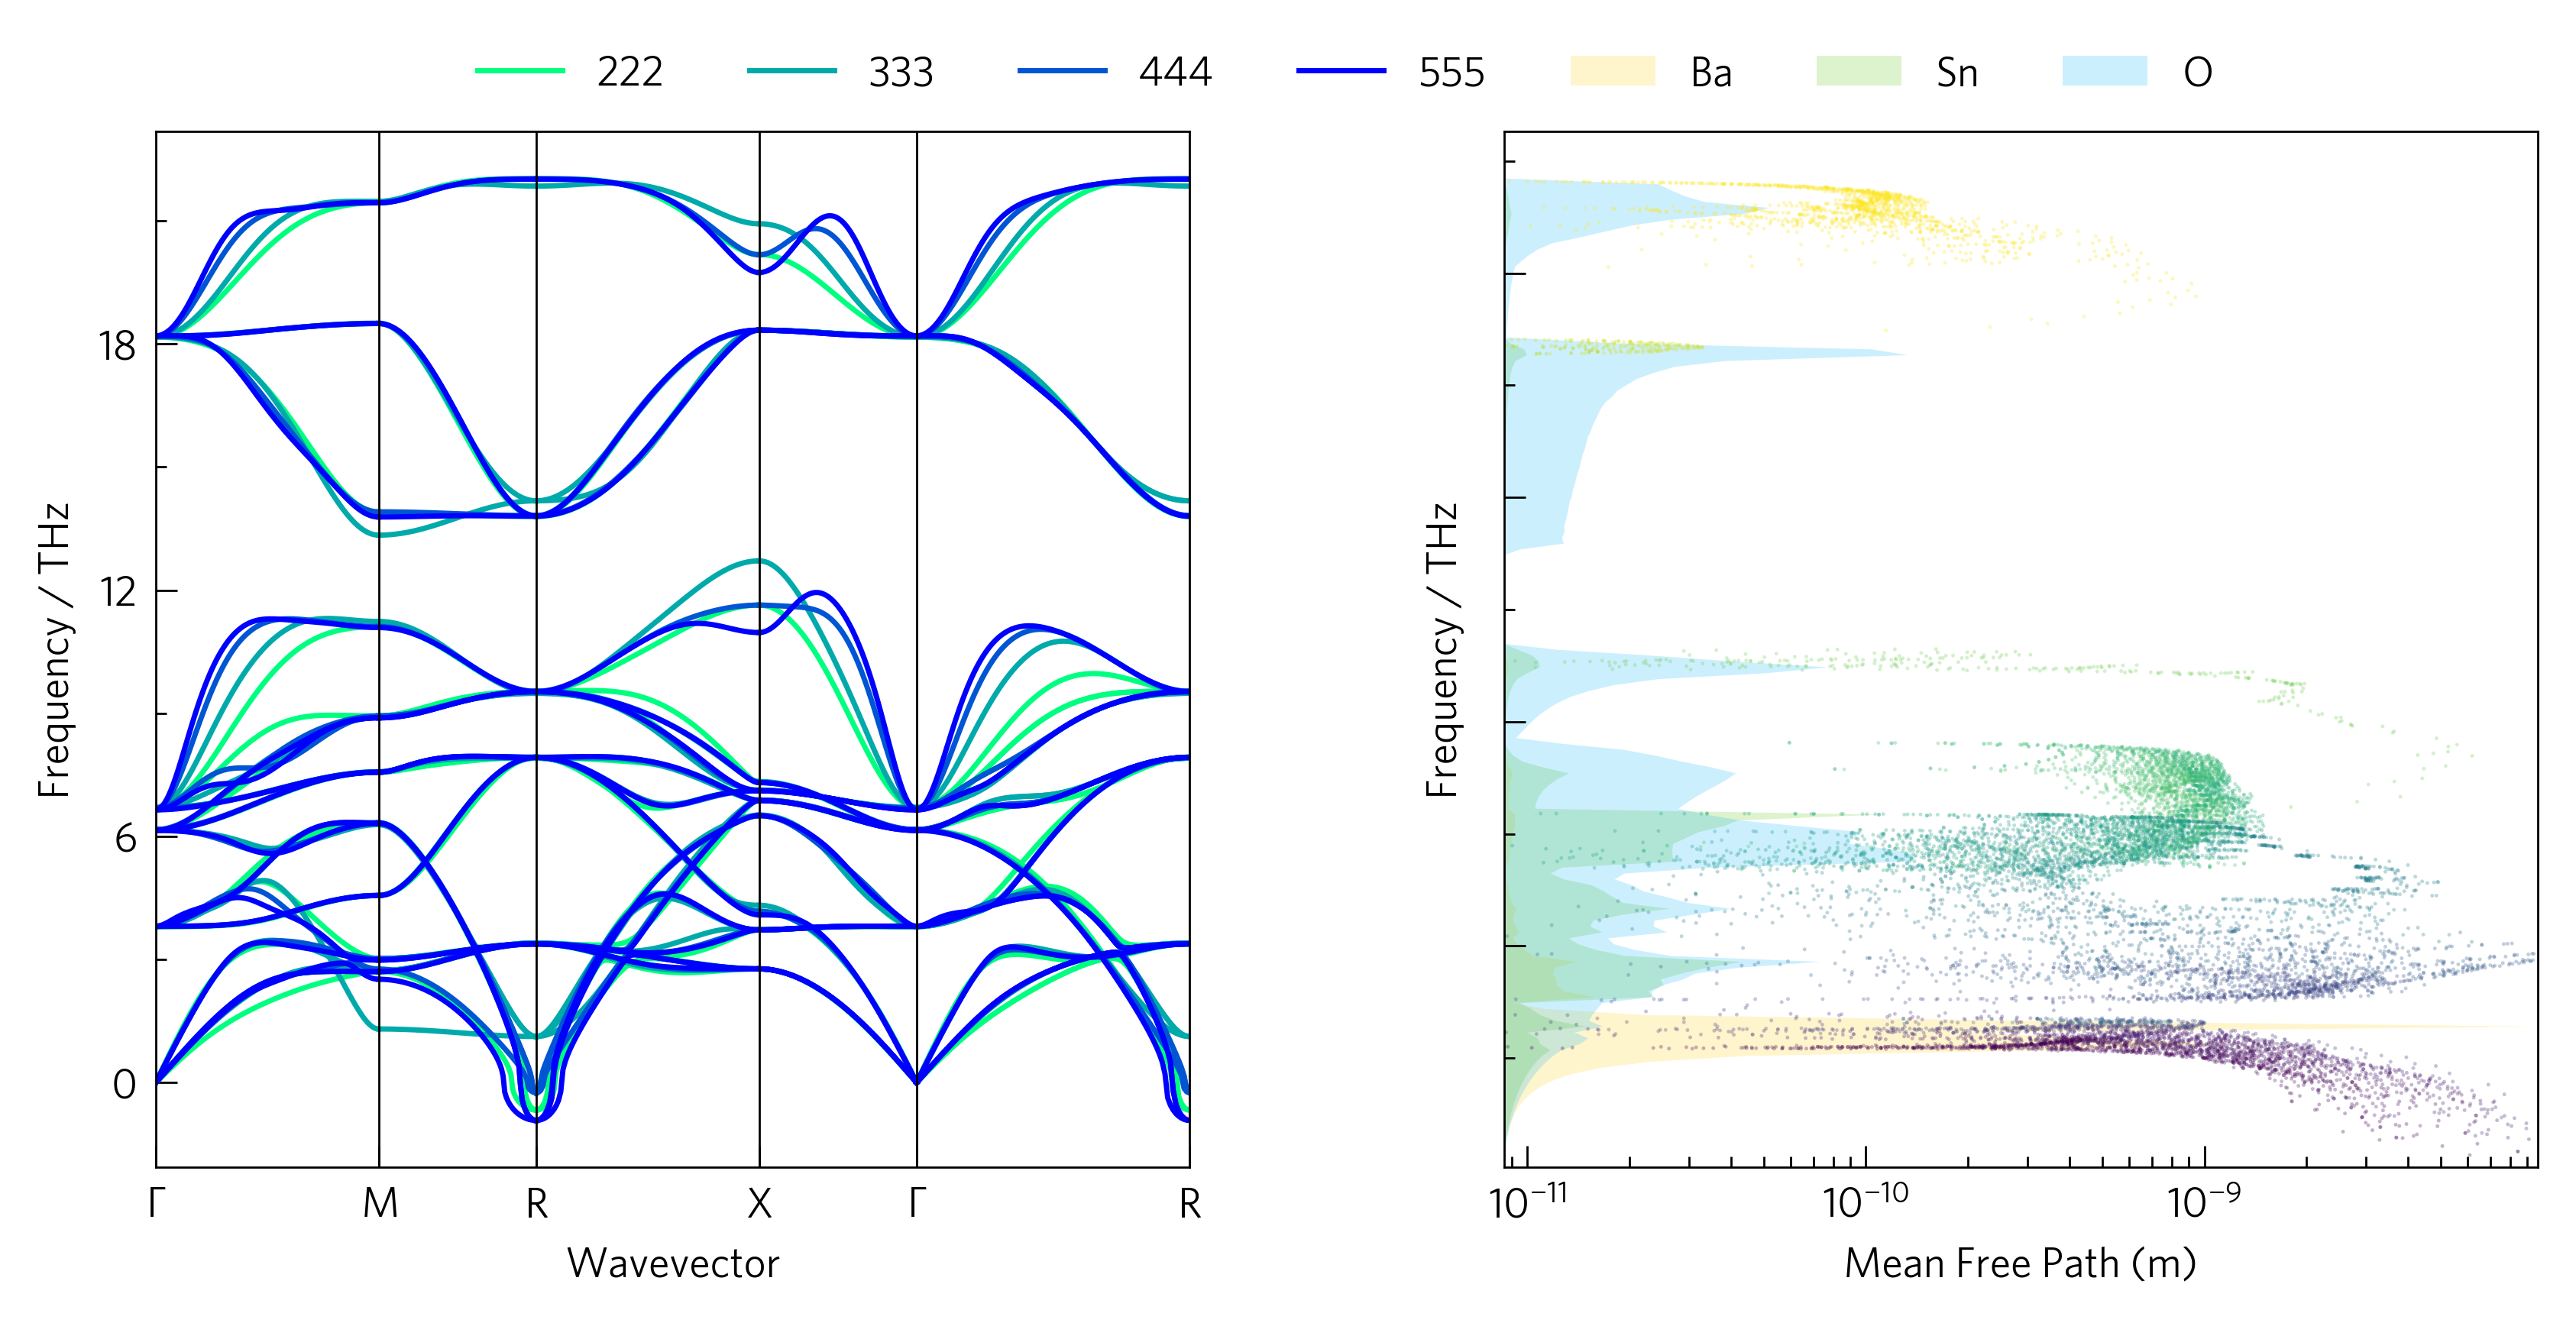 222 333 444 555 Ba Sn O
Frequency / THz
18
12
6
0
Γ M R X Γ R
Wavevector
Frequency / THz
10⁻¹¹ 10⁻¹⁰ 10⁻⁹
Mean Free Path (m)